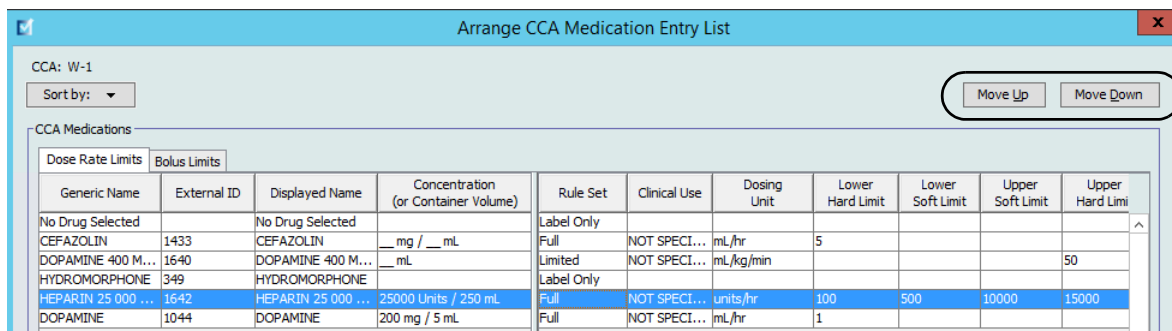 Arrange CCA Medication Entry List
x
CCA: W-1
Sort by:
Move Up Move Down
CCA Medications
Dose Rate Limits Bolus Limits
Generic Name External ID Displayed Name Concentration (or Container Volume) Rule Set Clinical Use Dosing Unit Lower Hard Limit Lower Soft Limit Upper Soft Limit Upper Hard Limi
No Drug Selected No Drug Selected Label Only
CEFAZOLIN 1433 CEFAZOLIN __ mg / __ mL Full NOT SPECI... mL/hr 5
DOPAMINE 400 M... 1640 DOPAMINE 400 M... __ mL Limited NOT SPECI... mL/kg/min 50
HYDROMORPHONE 349 HYDROMORPHONE Label Only
HEPARIN 25 000 ... 1642 HEPARIN 25 000 ... 25000 Units / 250 mL Full NOT SPECI... units/hr 100 500 10000 15000
DOPAMINE 1044 DOPAMINE 200 mg / 5 mL Full NOT SPECI... mL/hr 1